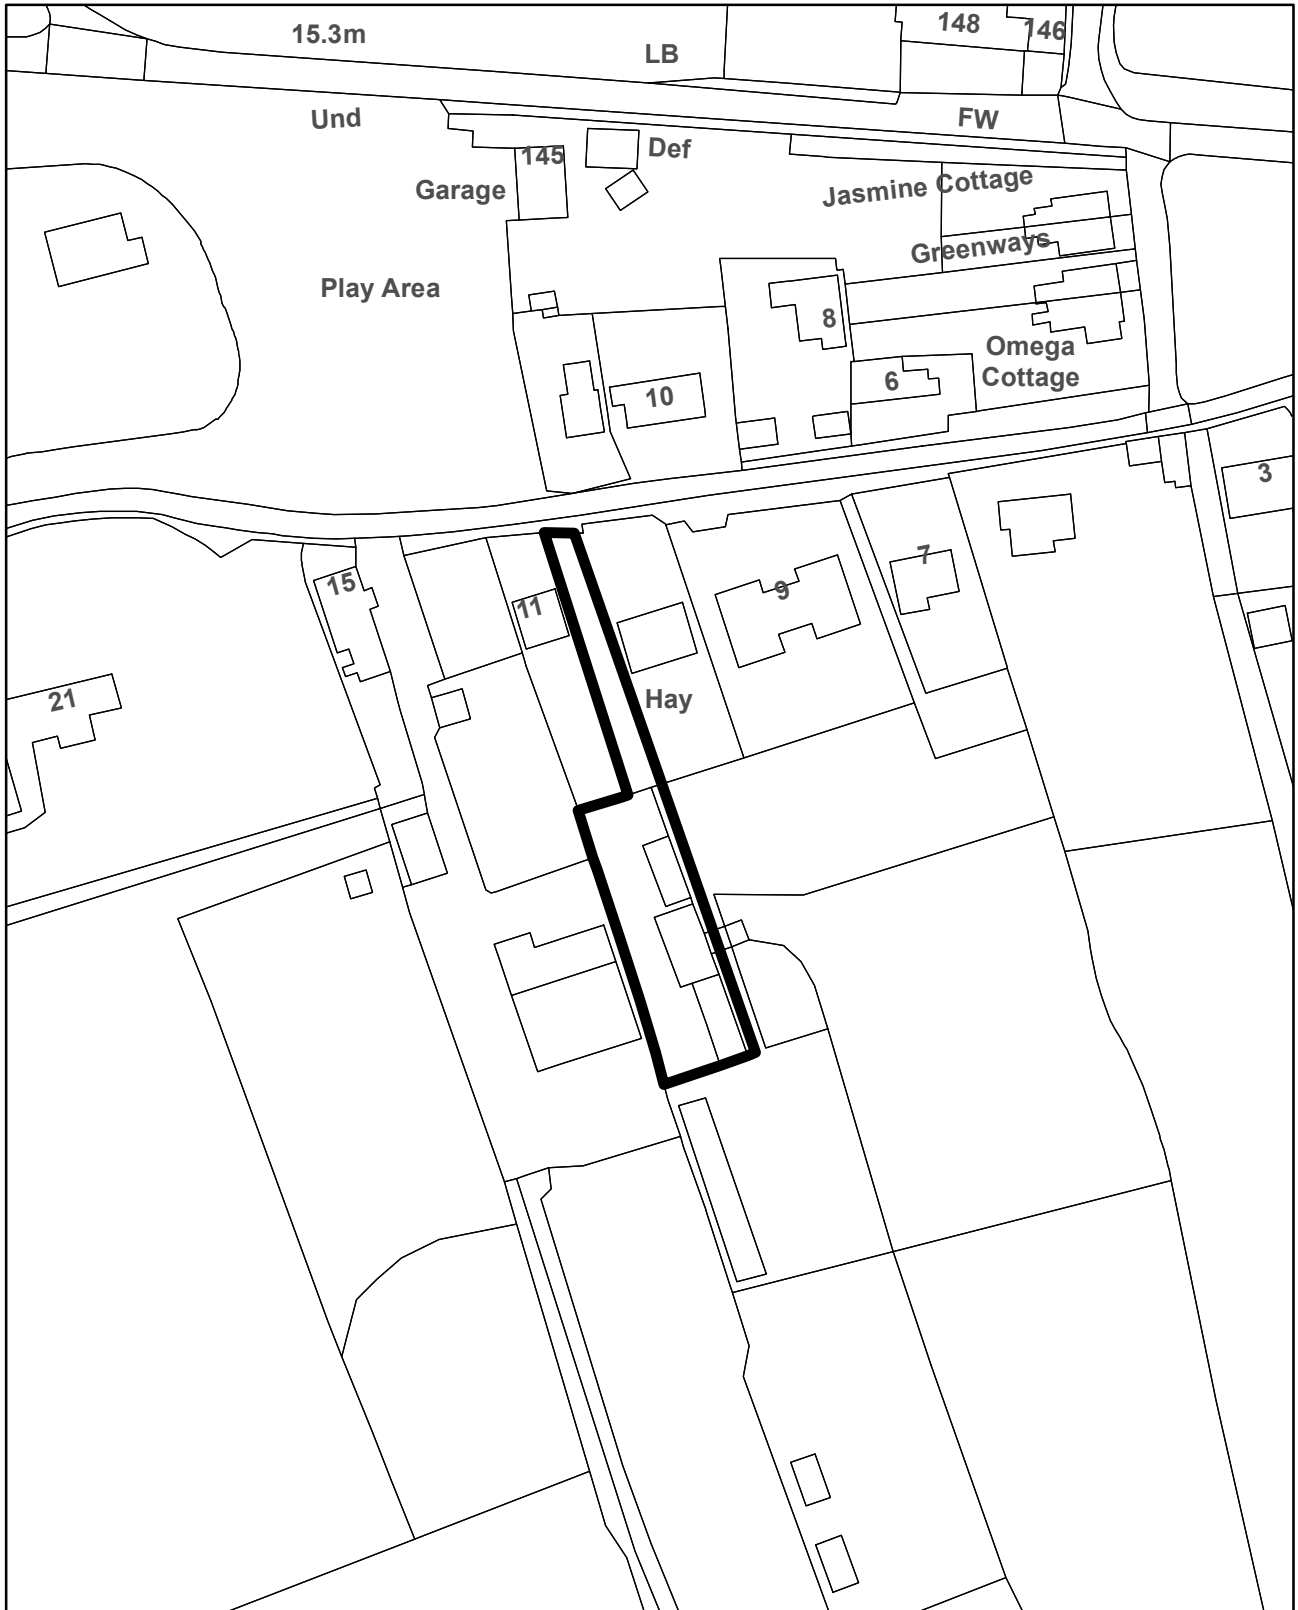 15.3m
LB
148
146
Und
FW
145
Def
Garage
Jasmine Cottage
Greenways
Play Area
8
Omega
Cottage
6
10
3
7
15
9
11
21
Hay